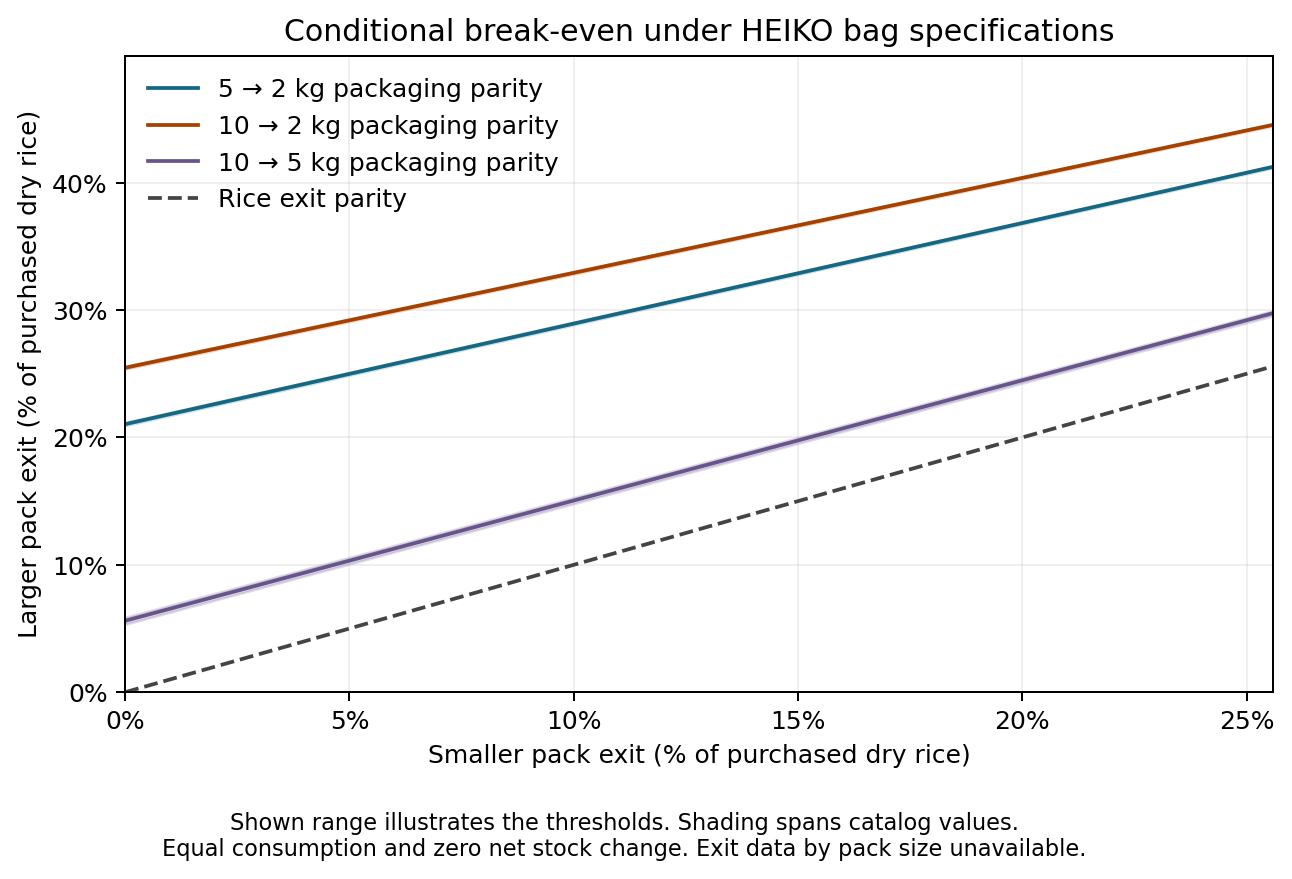 Conditional break-even under HEIKO bag specifications
5 → 2 kg packaging parity
10 → 2 kg packaging parity
10 → 5 kg packaging parity
Rice exit parity
Larger pack exit (% of purchased dry rice)
40%
30%
20%
10%
0%
0%
5%
10%
15%
20%
25%
Smaller pack exit (% of purchased dry rice)
Shown range illustrates the thresholds. Shading spans catalog values.
Equal consumption and zero net stock change. Exit data by pack size unavailable.